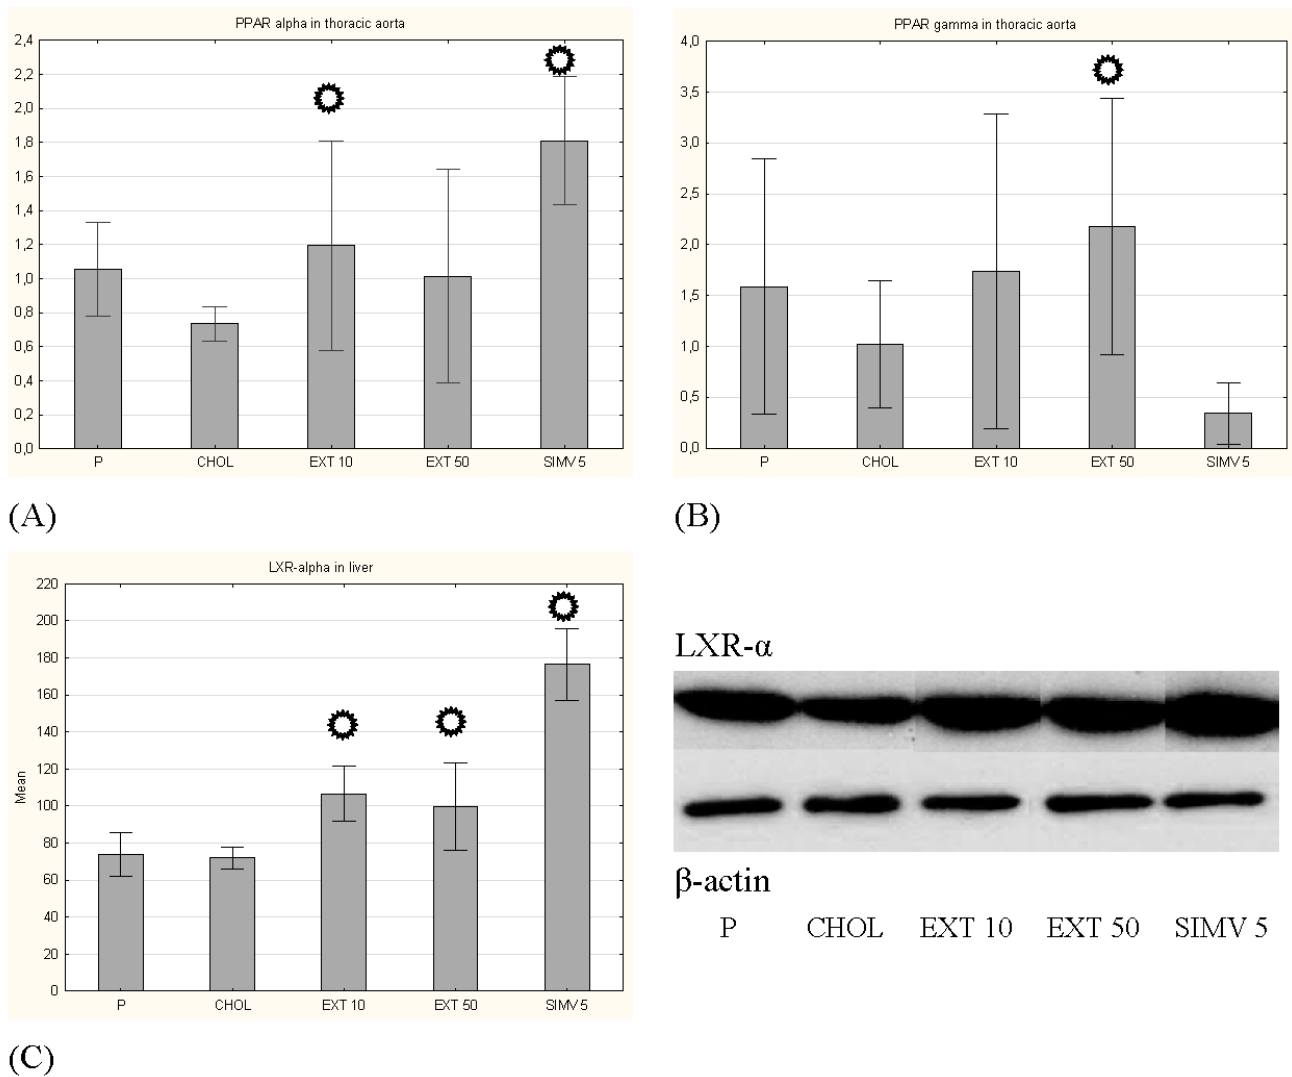 PPAR alpha in thoracic aorta
2,4
2,2
2,0
1,8
1,6
1,4
1,2
1,0
0,8
0,6
0,4
0,2
0,0
P CHOL EXT 10 EXT 50 SIMV 5
(A)
PPAR gamma in thoracic aorta
4,0
3,5
3,0
2,5
2,0
1,5
1,0
0,5
0,0
P CHOL EXT 10 EXT 50 SIMV 5
(B)
LXR-alpha in liver
220
200
180
160
140
120
100
80
60
40
20
0
Mean
P CHOL EXT 10 EXT 50 SIMV 5
(C)
LXR-α
β-actin
P CHOL EXT 10 EXT 50 SIMV 5